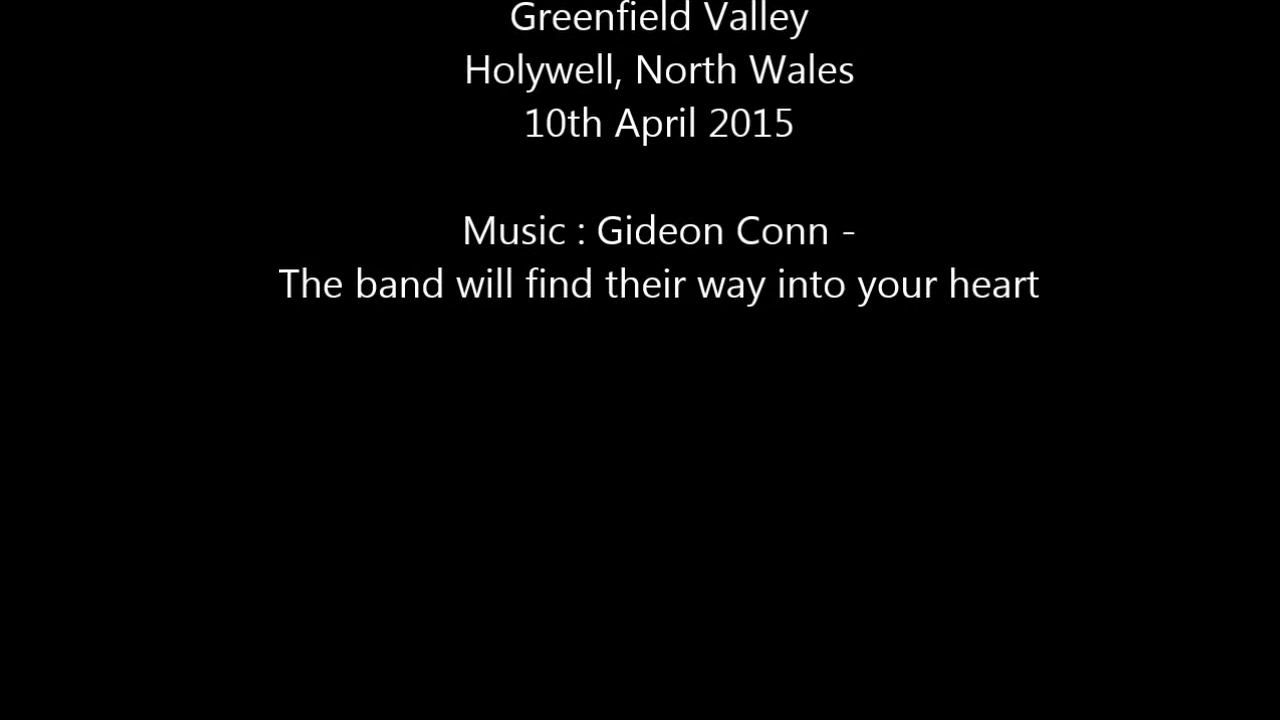 Greenfield Valley
Holywell, North Wales
10th April 2015
Music : Gideon Conn -
The band will find their way into your heart